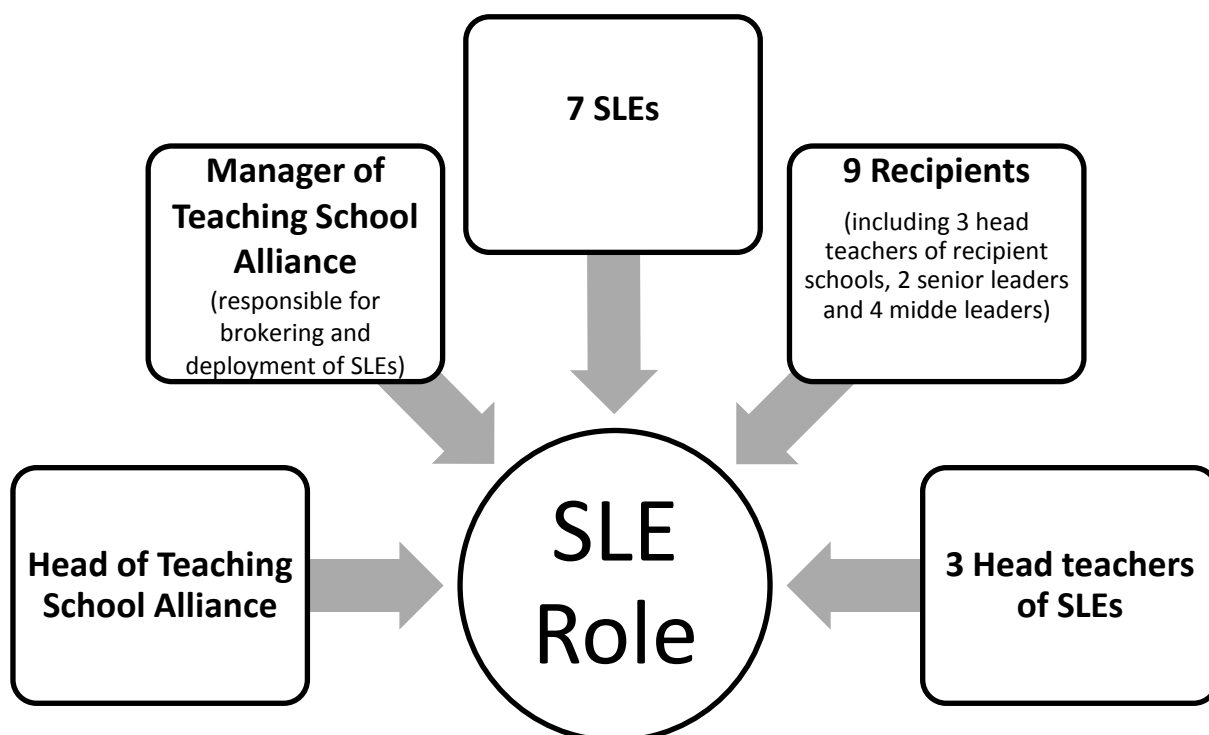 7 SLEs
Manager of
Teaching School
Alliance
(responsible for
brokering and
deployment of SLEs)
9 Recipients
(including 3 head
teachers of recipient
schools, 2 senior leaders
and 4 midde leaders)
Head of Teaching
School Alliance
SLE
Role
3 Head teachers
of SLEs